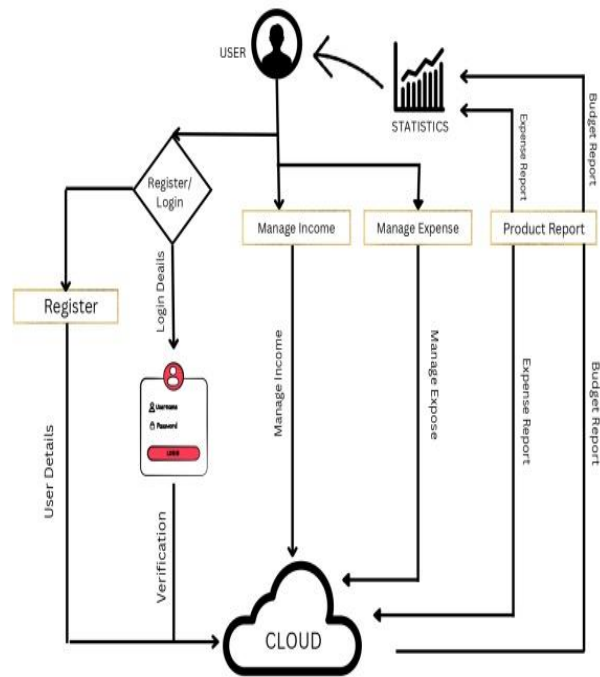 USER
STATISTICS
Budget Report
Expense Report
Register/
Login
Manage Income
Manage Expense
Product Report
Register
Login Deails
Username
Password
LOGIN
User Details
Verification
Manage Income
Manage Expose
Expense Report
Budget Report
CLOUD